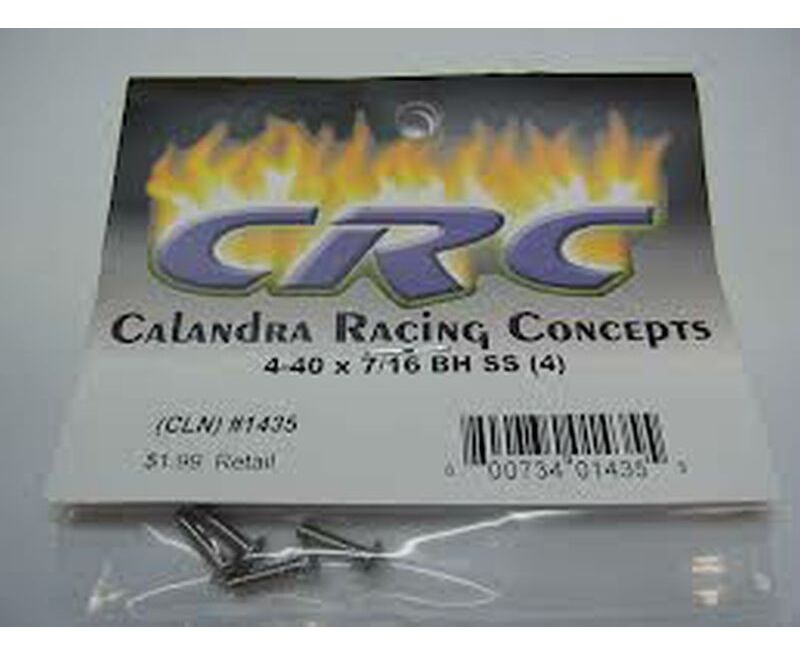 CRC
Calandra Racing Concepts
4-40 x 7/16 BH SS (4)
(CLN) #1435
$1.99 Retail
00734 01435